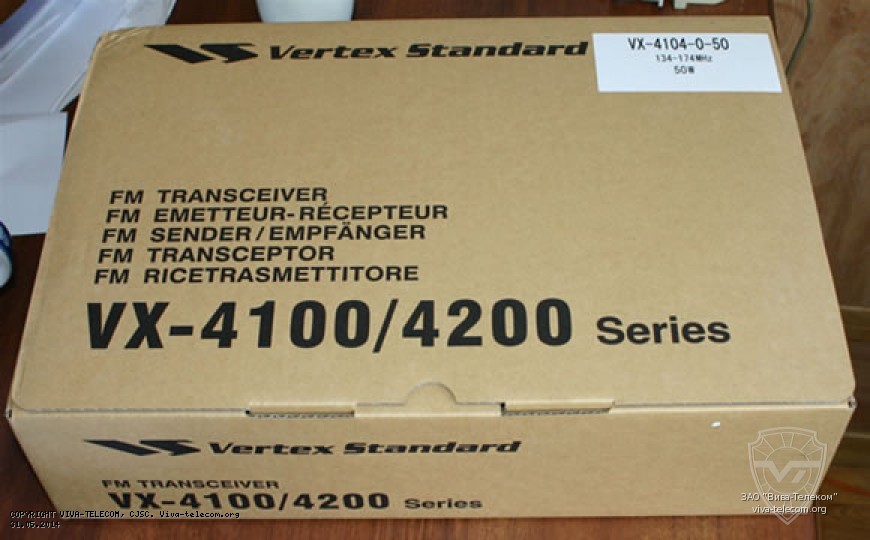 Vertex Standard
VX-4104-0-50
134-174MHz
50W
FM TRANSCEIVER
FM EMETTEUR-RÉCEPTEUR
FM SENDER/EMPFÄNGER
FM TRANSCEPTOR
FM RICETRASMETTITORE
VX-4100/4200 Series
Vertex Standard
FM TRANSCEIVER
VX-4100/4200 Series
COPYRIGHT VIVA-TELECOM, CJSC. Viva-telecom.org
31.05.2014
ЗАО "Вива-Телеком"
viva-telecom.org